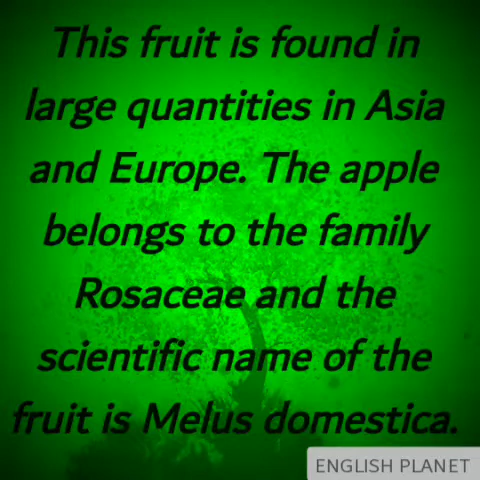 This fruit is found in
large quantities in Asia
and Europe. The apple
belongs to the family
Rosaceae and the
scientific name of the
fruit is Melus domestica.
ENGLISH PLANET